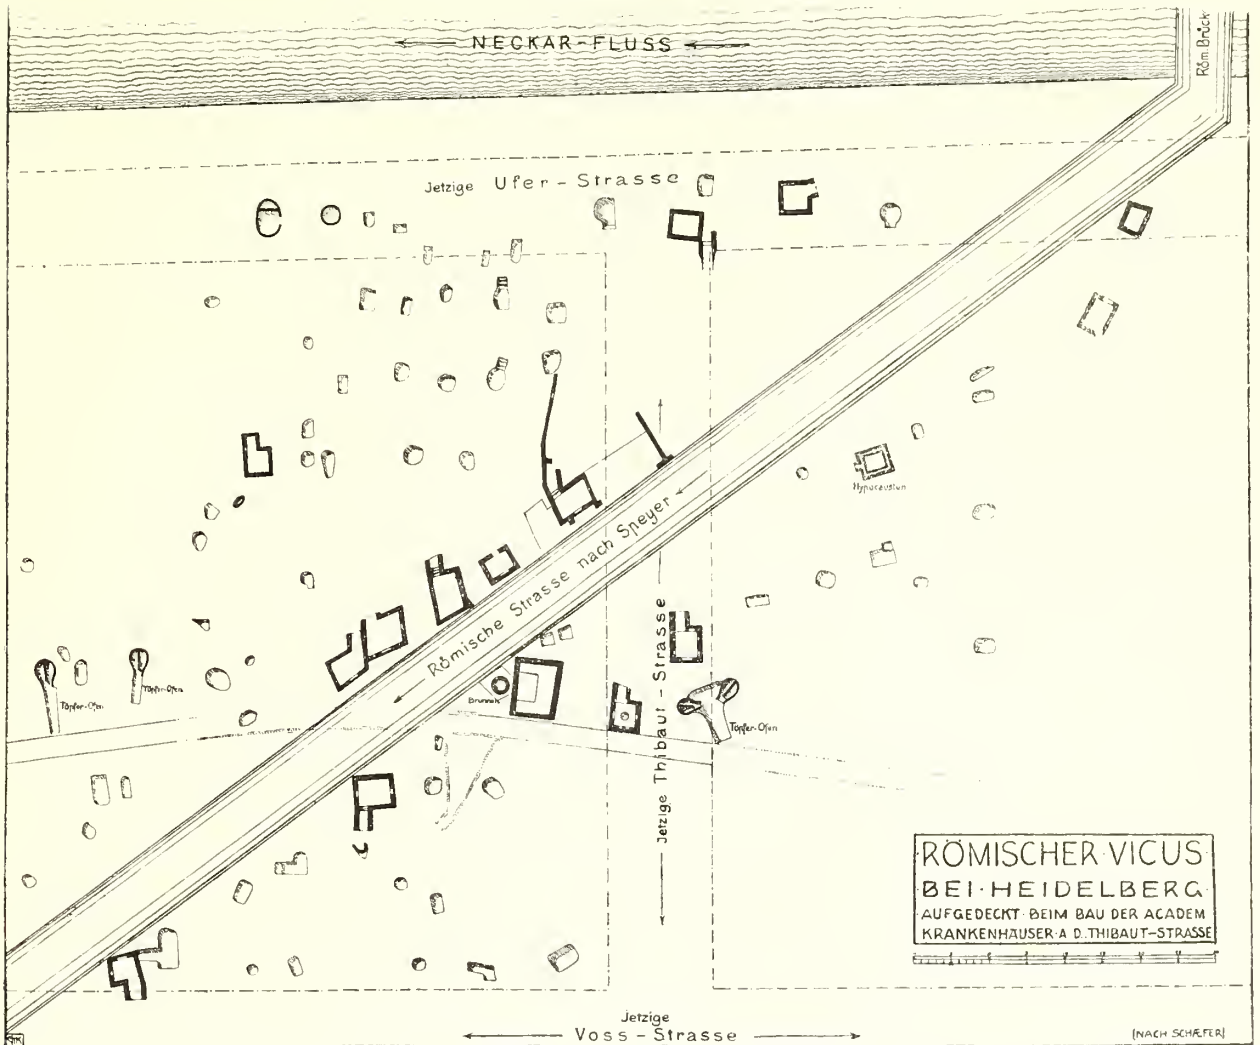 NECKAR-FLUSS
Röm. Brück
Jetzige Ufer-Strasse
Hypocaustum
Römische Strasse nach Speyer
Töpfer-Ofen
Töpfer-Ofen
Brunnen
Töpfer-Ofen
Jetzige Thibaut-Strasse
RÖMISCHER VICUS
BEI·HEIDELBERG
AUFGEDECKT·BEIM BAU DER ACADEM
KRANKENHÄUSER·A D. THIBAUT-STRASSE
Jetzige
Voss-Strasse
(NACH SCHÆFER)